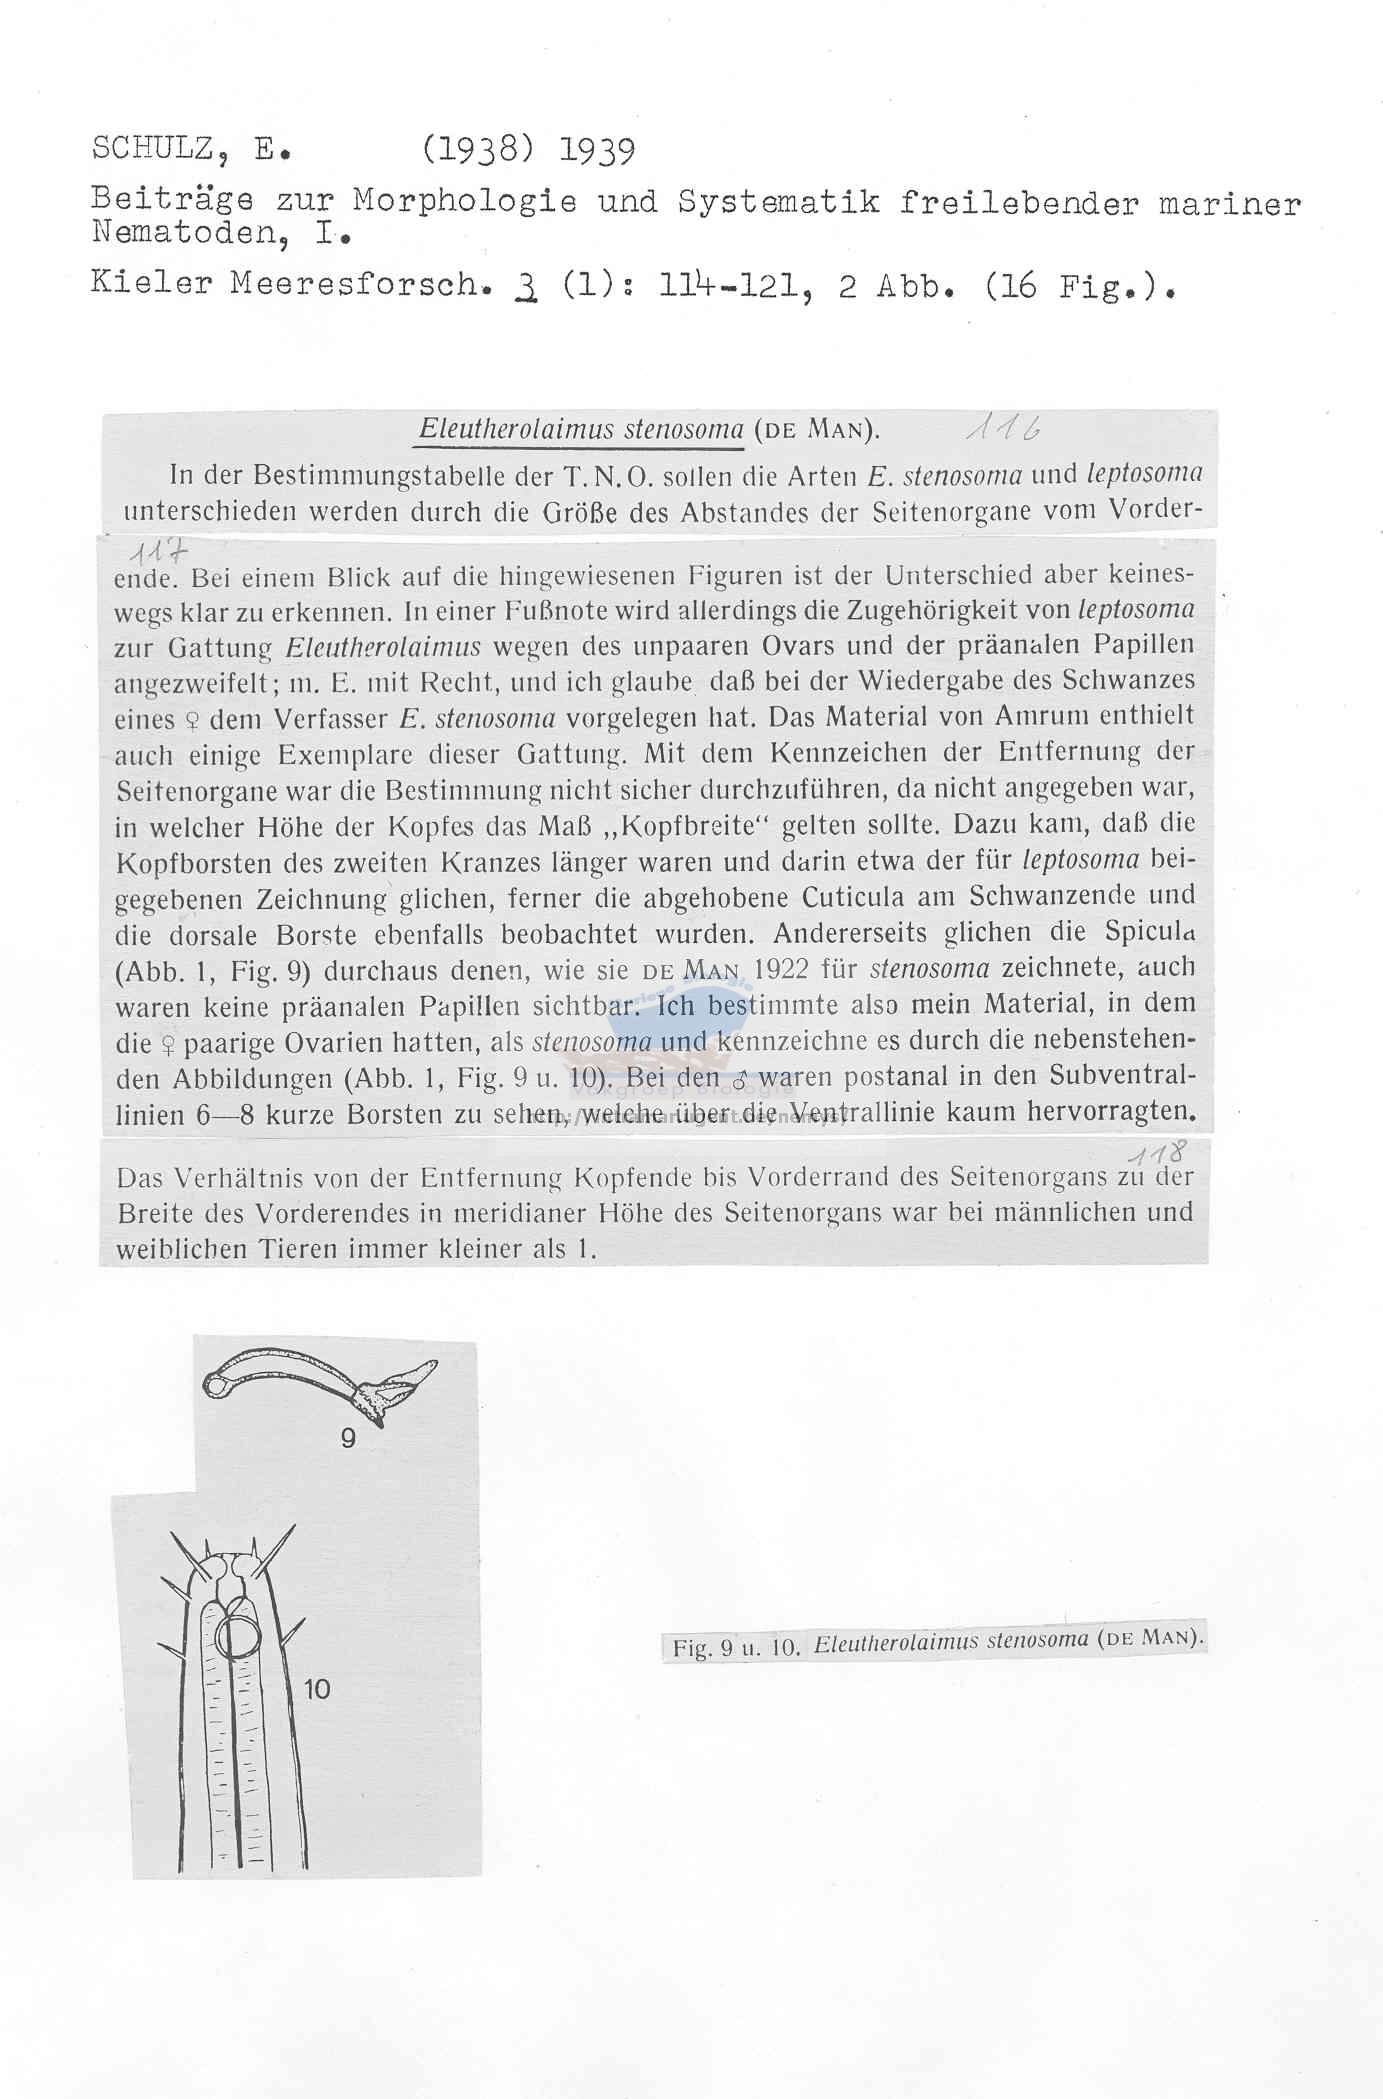 SCHULZ, E. (1938) 1939
Beiträge zur Morphologie und Systematik freilebender mariner
Nematoden, I.
Kieler Meeresforsch. 3 (1): 114-121, 2 Abb. (16 Fig.).
Eleutherolaimus stenosoma (DE MAN). 116
In der Bestimmungstabelle der T. N. O. sollen die Arten E. stenosoma und leptosoma
unterschieden werden durch die Größe des Abstandes der Seitenorgane vom Vorder-
117
ende. Bei einem Blick auf die hingewiesenen Figuren ist der Unterschied aber keines-
wegs klar zu erkennen. In einer Fußnote wird allerdings die Zugehörigkeit von leptosoma
zur Gattung Eleutherolaimus wegen des unpaaren Ovars und der präanalen Papillen
angezweifelt; m. E. mit Recht, und ich glaube daß bei der Wiedergabe des Schwanzes
eines ♀ dem Verfasser E. stenosoma vorgelegen hat. Das Material von Amrum enthielt
auch einige Exemplare dieser Gattung. Mit dem Kennzeichen der Entfernung der
Seitenorgane war die Bestimmung nicht sicher durchzuführen, da nicht angegeben war,
in welcher Höhe der Kopfes das Maß „Kopfbreite“ gelten sollte. Dazu kam, daß die
Kopfborsten des zweiten Kranzes länger waren und darin etwa der für leptosoma bei-
gegebenen Zeichnung glichen, ferner die abgehobene Cuticula am Schwanzende und
die dorsale Borste ebenfalls beobachtet wurden. Andererseits glichen die Spicula
(Abb. 1, Fig. 9) durchaus denen, wie sie DE MAN 1922 für stenosoma zeichnete, auch
waren keine präanalen Papillen sichtbar. Ich bestimmte also mein Material, in dem
die ♀ paarige Ovarien hatten, als stenosoma und kennzeichne es durch die nebenstehen-
den Abbildungen (Abb. 1, Fig. 9 u. 10). Bei den ♂ waren postanal in den Subventral-
linien 6—8 kurze Borsten zu sehen, welche über die Ventrallinie kaum hervorragten.
118
Das Verhältnis von der Entfernung Kopfende bis Vorderrand des Seitenorgans zu der
Breite des Vorderendes in meridianer Höhe des Seitenorgans war bei männlichen und
weiblichen Tieren immer kleiner als 1.
9
10
Fig. 9 u. 10. Eleutherolaimus stenosoma (DE MAN).